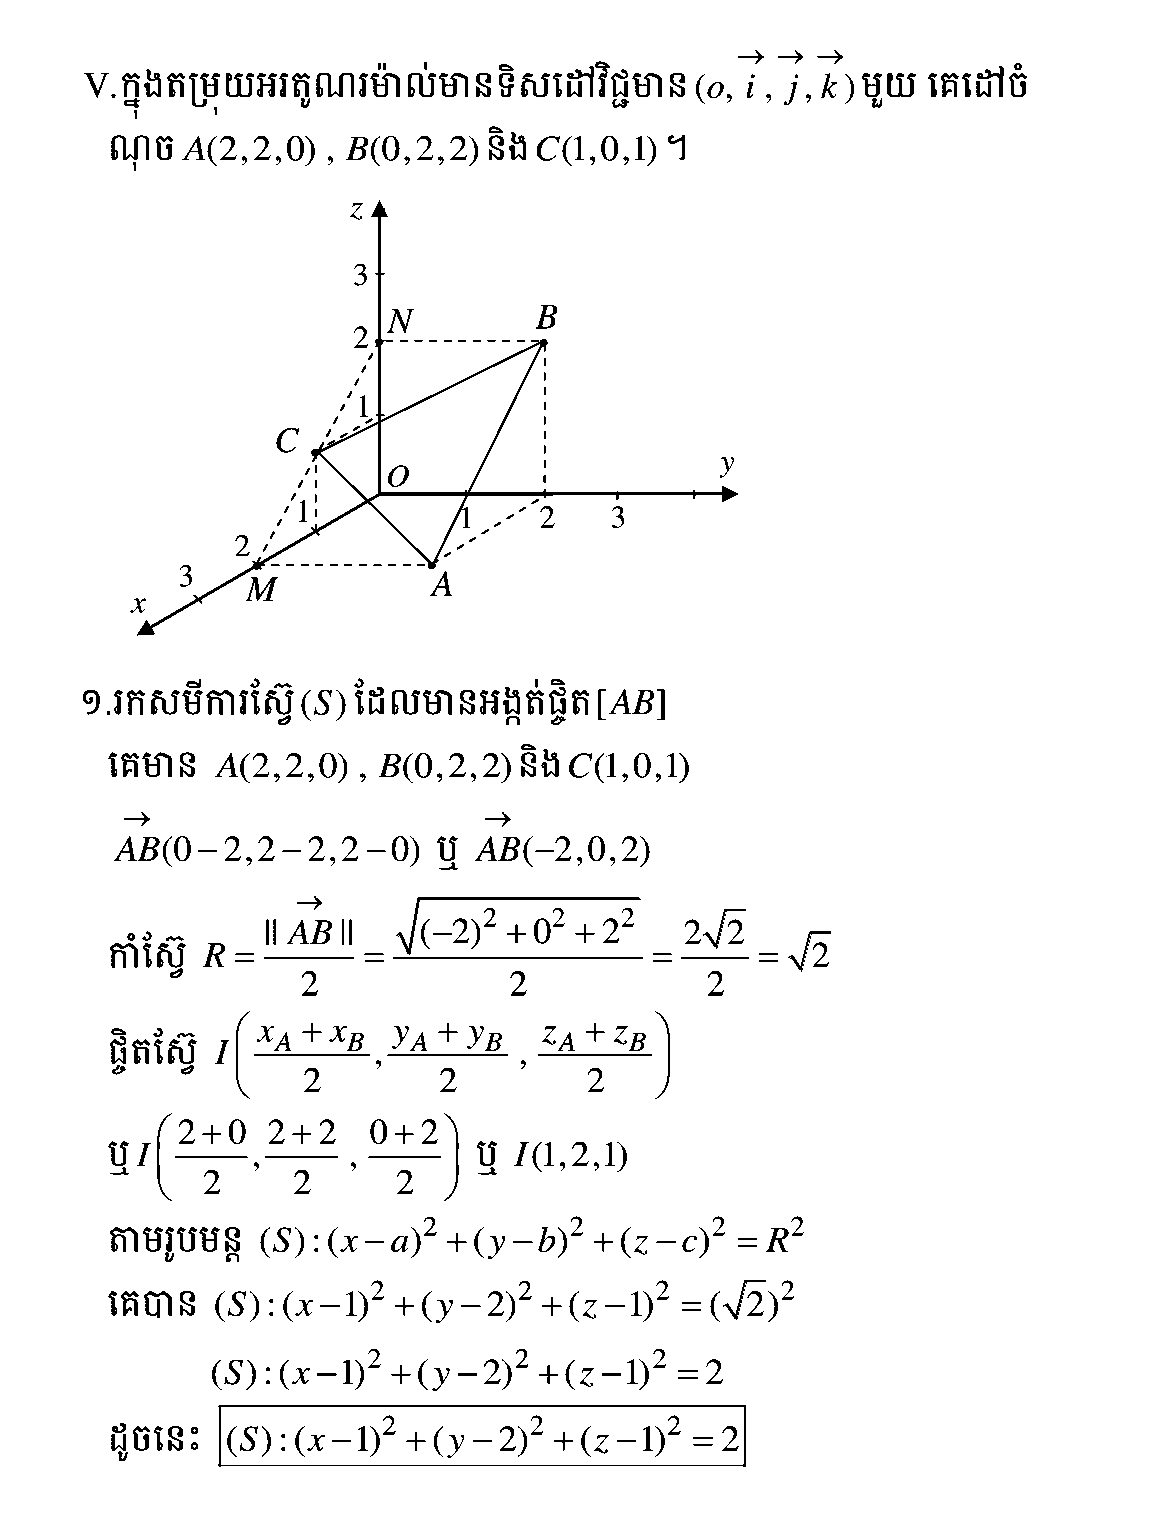 V.ក្នុងតម្រុយអរតូណរម៉ាល់មានទិសដៅវិជ្ជមាន (o, \vec{i}, \vec{j}, \vec{k}) មួយ គេដៅចំ
ណុច A(2,2,0) , B(0,2,2) និង C(1,0,1) ។
z
3
N
B
2
1
C
O
y
1
1
2
3
2
3
M
A
x
១.រកសមីការស្វ៊ែ (S) ដែលមានអង្កត់ផ្ចិត [AB]
គេមាន A(2,2,0) , B(0,2,2) និង C(1,0,1)
\vec{AB}(0−2,2−2,2−0) ឬ \vec{AB}(−2,0,2)
កាំស្វ៊ែ R = \frac{||\vec{AB}||}{2} = \frac{\sqrt{(−2)^2+0^2+2^2}}{2} = \frac{2\sqrt{2}}{2} = \sqrt{2}
ផ្ចិតស្វ៊ែ I\left(\frac{x_A+x_B}{2}, \frac{y_A+y_B}{2}, \frac{z_A+z_B}{2}\right)
ឬ I\left(\frac{2+0}{2}, \frac{2+2}{2}, \frac{0+2}{2}\right) ឬ I(1,2,1)
តាមរូបមន្ត (S):(x−a)^2+(y−b)^2+(z−c)^2=R^2
គេបាន (S):(x−1)^2+(y−2)^2+(z−1)^2=(\sqrt{2})^2
(S):(x−1)^2+(y−2)^2+(z−1)^2=2
ដូចនេះ (S):(x−1)^2+(y−2)^2+(z−1)^2=2